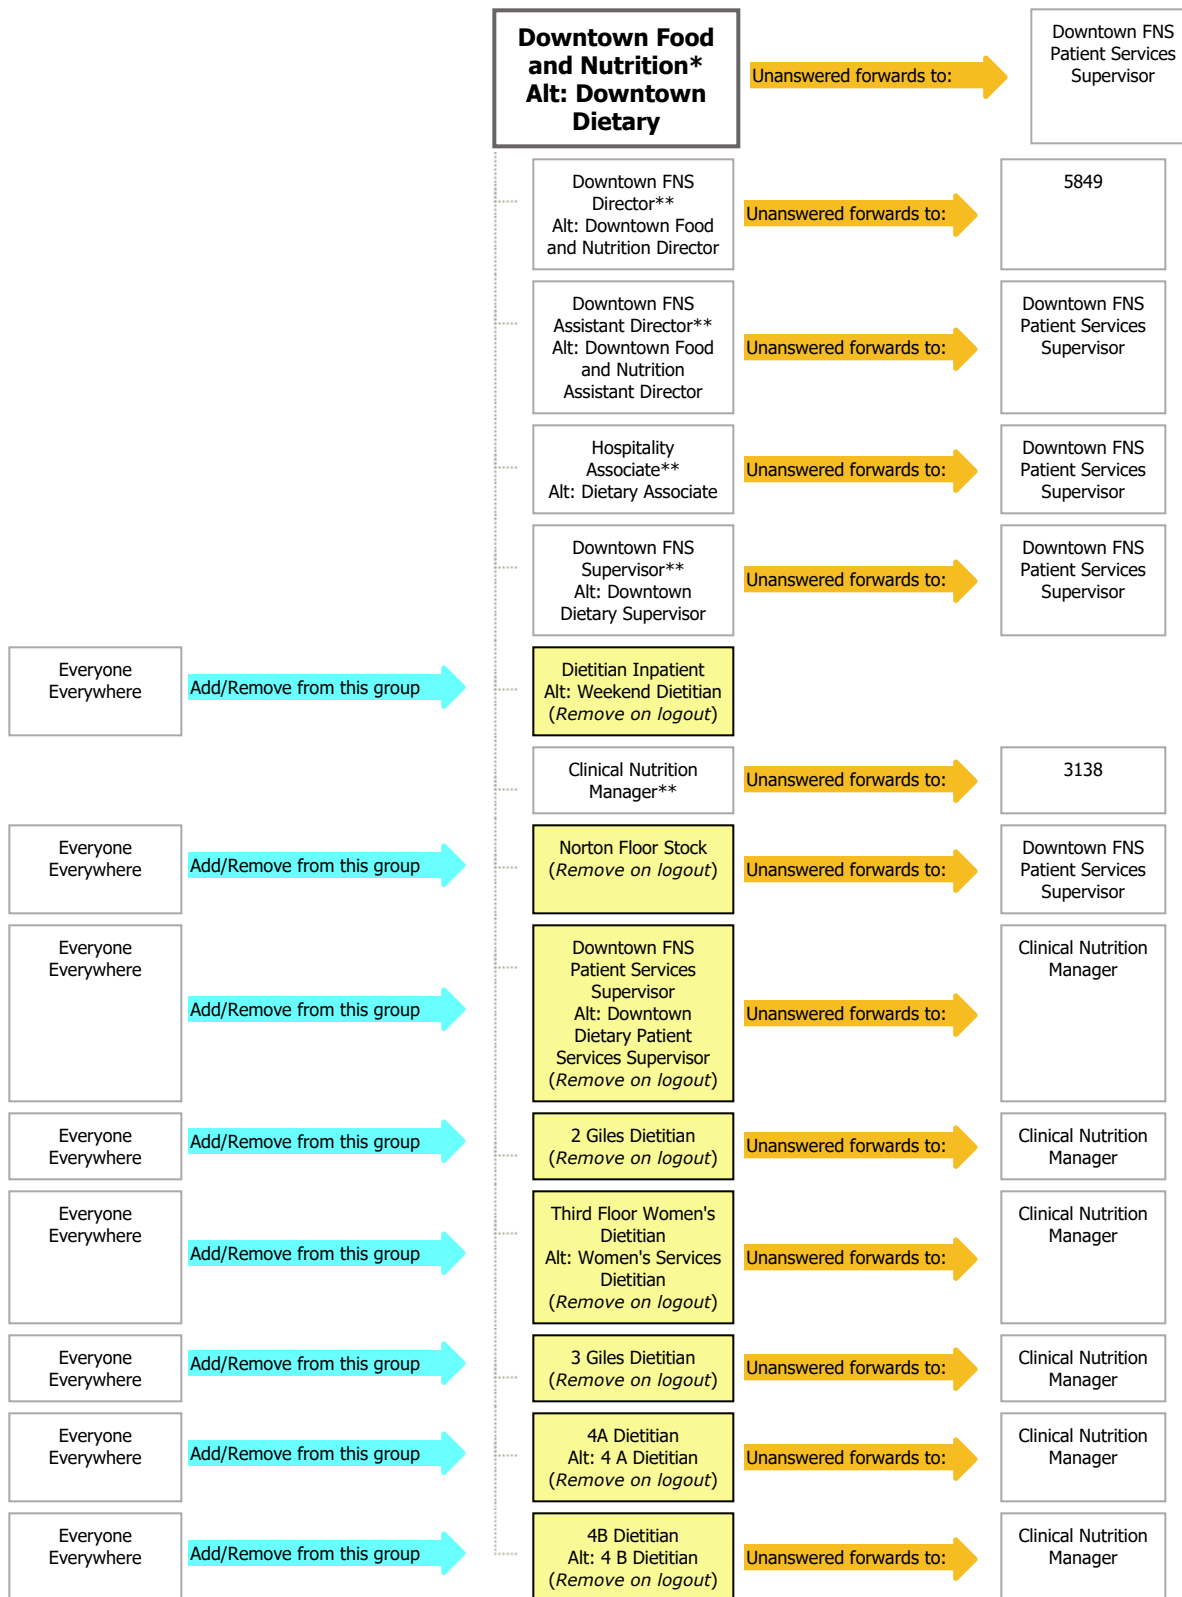 Downtown Food
and Nutrition*
Alt: Downtown
Dietary
Unanswered forwards to:
Downtown FNS
Patient Services
Supervisor
Downtown FNS
Director**
Alt: Downtown Food
and Nutrition Director
Unanswered forwards to:
5849
Downtown FNS
Assistant Director**
Alt: Downtown Food
and Nutrition
Assistant Director
Unanswered forwards to:
Downtown FNS
Patient Services
Supervisor
Hospitality
Associate**
Alt: Dietary Associate
Unanswered forwards to:
Downtown FNS
Patient Services
Supervisor
Downtown FNS
Supervisor**
Alt: Downtown
Dietary Supervisor
Unanswered forwards to:
Downtown FNS
Patient Services
Supervisor
Everyone
Everywhere
Add/Remove from this group
Dietitian Inpatient
Alt: Weekend Dietitian
(Remove on logout)
Clinical Nutrition
Manager**
Unanswered forwards to:
3138
Everyone
Everywhere
Add/Remove from this group
Norton Floor Stock
(Remove on logout)
Unanswered forwards to:
Downtown FNS
Patient Services
Supervisor
Everyone
Everywhere
Add/Remove from this group
Downtown FNS
Patient Services
Supervisor
Alt: Downtown
Dietary Patient
Services Supervisor
(Remove on logout)
Unanswered forwards to:
Clinical Nutrition
Manager
Everyone
Everywhere
Add/Remove from this group
2 Giles Dietitian
(Remove on logout)
Unanswered forwards to:
Clinical Nutrition
Manager
Everyone
Everywhere
Add/Remove from this group
Third Floor Women's
Dietitian
Alt: Women's Services
Dietitian
(Remove on logout)
Unanswered forwards to:
Clinical Nutrition
Manager
Everyone
Everywhere
Add/Remove from this group
3 Giles Dietitian
(Remove on logout)
Unanswered forwards to:
Clinical Nutrition
Manager
Everyone
Everywhere
Add/Remove from this group
4A Dietitian
Alt: 4 A Dietitian
(Remove on logout)
Unanswered forwards to:
Clinical Nutrition
Manager
Everyone
Everywhere
Add/Remove from this group
4B Dietitian
Alt: 4 B Dietitian
(Remove on logout)
Unanswered forwards to:
Clinical Nutrition
Manager